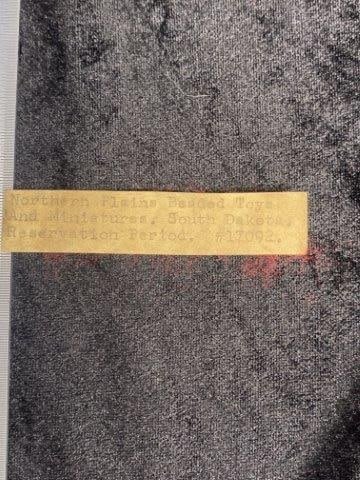 Northern Plains Beaded Toys
And Miniatures. South Dakota.
Reservation Period.  #17092.